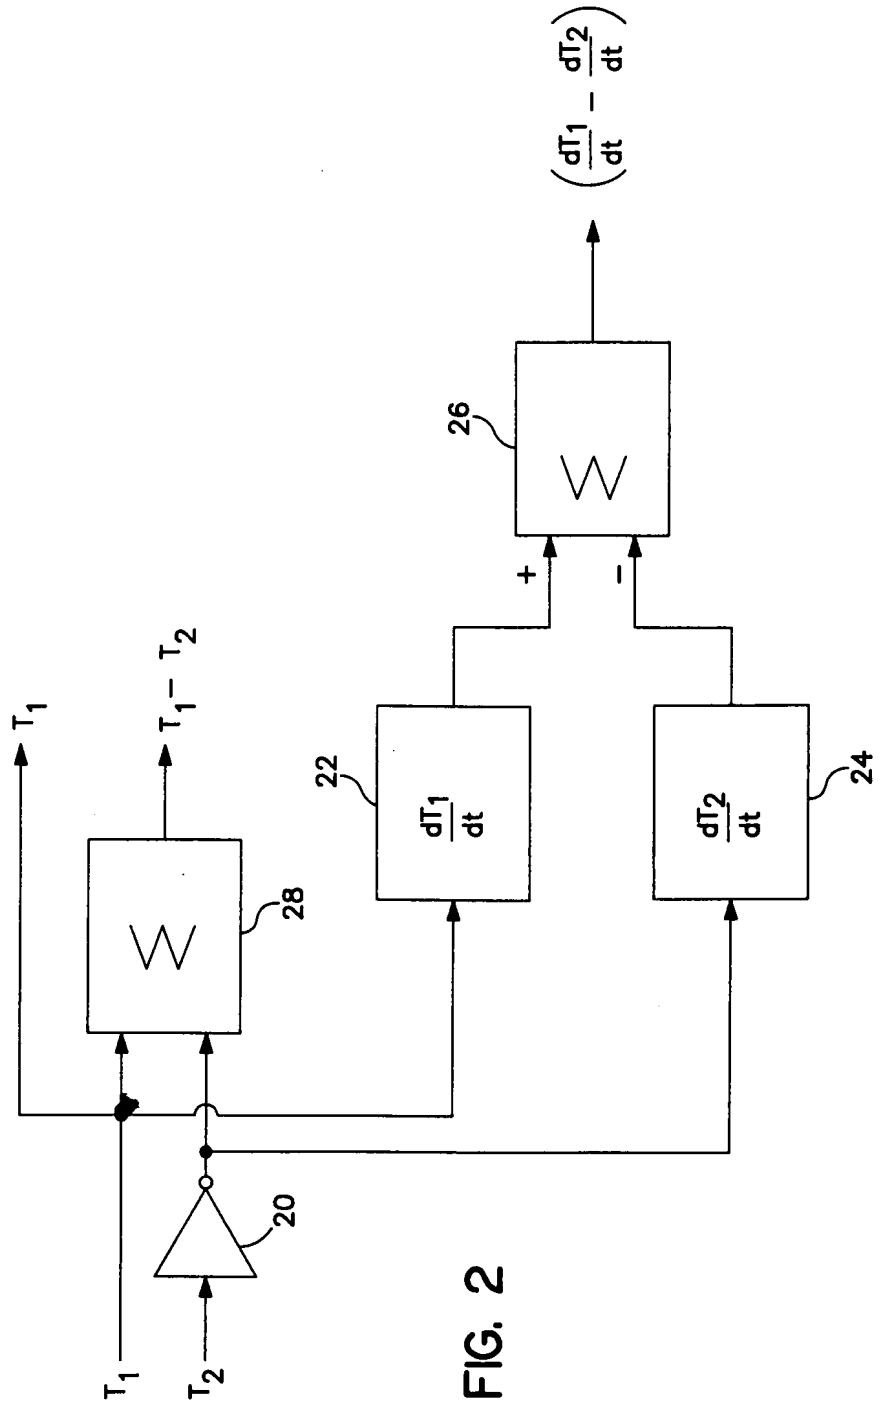 T₁
T₁
Σ
T₁ − T₂
T₂
20
28
22
dT₁/dt
FIG. 2
26
+
Σ
−
(dT₁/dt − dT₂/dt)
dT₂/dt
24